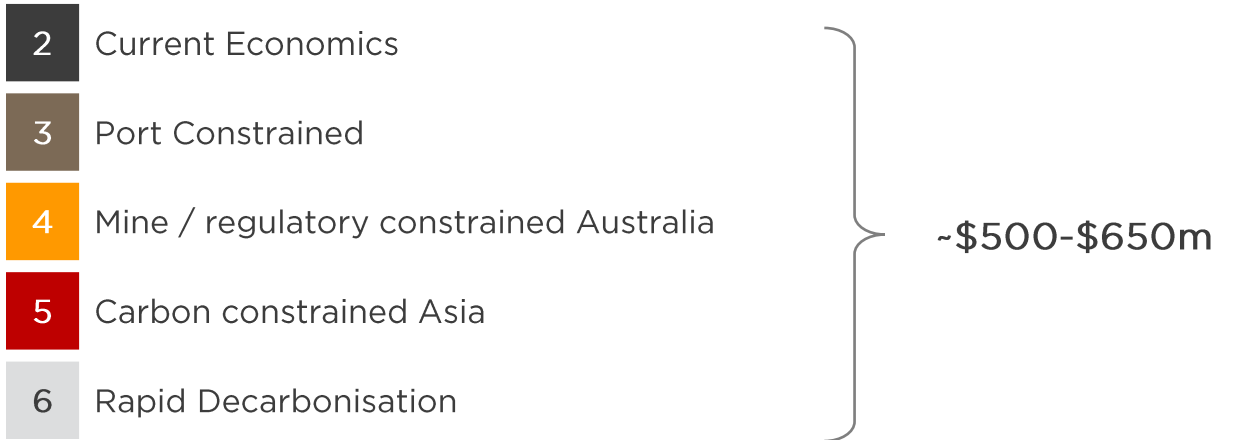 2 Current Economics
3 Port Constrained
4 Mine / regulatory constrained Australia
~$500-$650m
5 Carbon constrained Asia
6 Rapid Decarbonisation